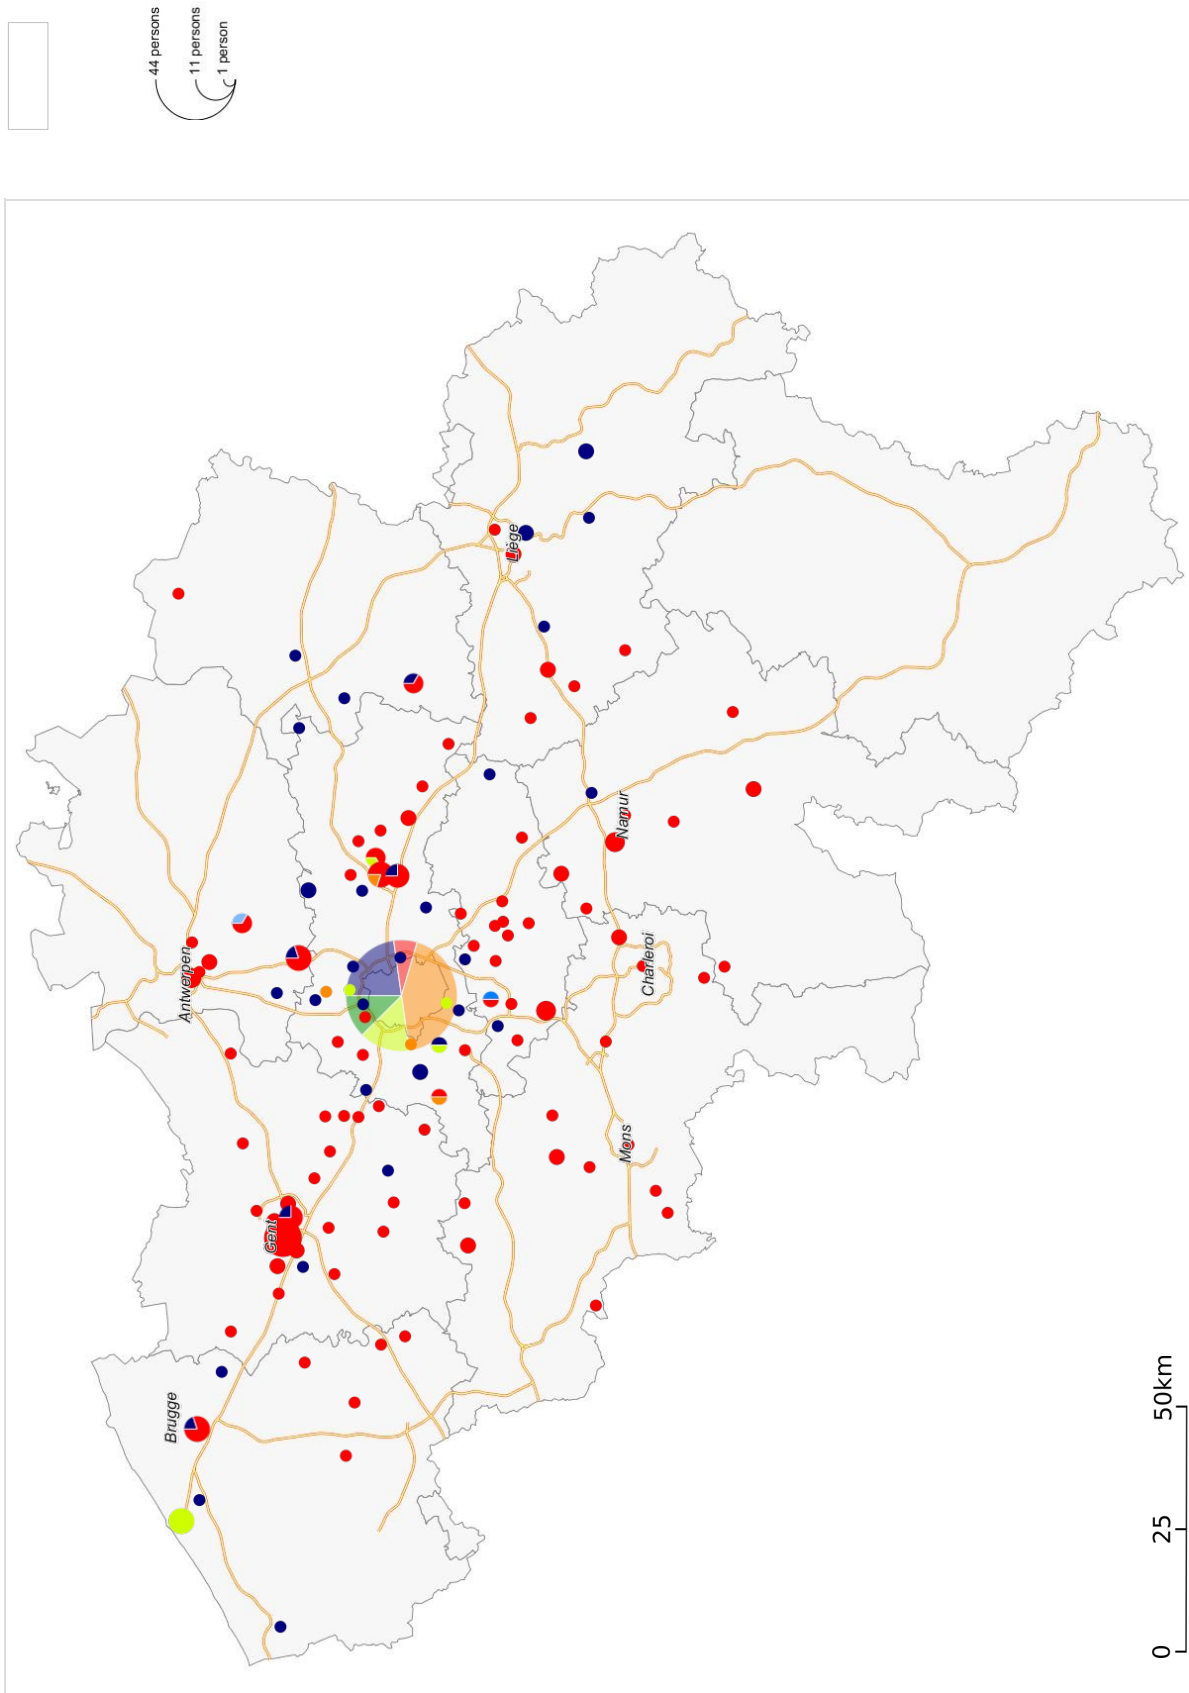 44 persons
11 persons
1 person
Antwerpen
Brugge
Gent
Liège
Namur
Charleroi
Mons
0 25 50km